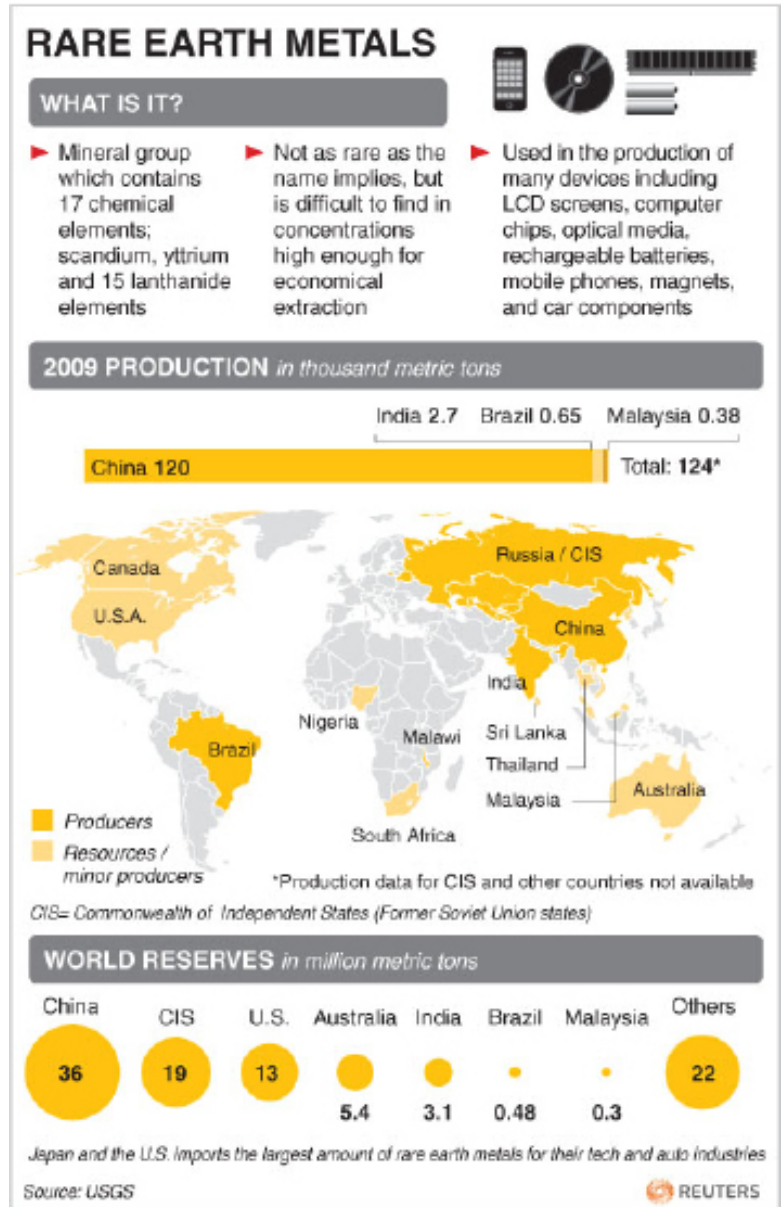 RARE EARTH METALS
WHAT IS IT?
Mineral group
which contains
17 chemical
elements;
scandium, yttrium
and 15 lanthanide
elements
Not as rare as the
name implies, but
is difficult to find in
concentrations
high enough for
economical
extraction
Used in the production of
many devices including
LCD screens, computer
chips, optical media,
rechargeable batteries,
mobile phones, magnets,
and car components
2009 PRODUCTION in thousand metric tons
India 2.7 Brazil 0.65 Malaysia 0.38
China 120
Total: 124*
Canada
Russia / CIS
U.S.A.
China
India
Nigeria
Sri Lanka
Malawi
Brazil
Thailand
Australia
Malaysia
Producers
South Africa
Resources /
minor producers
*Production data for CIS and other countries not available
CIS= Commonwealth of Independent States (Former Soviet Union states)
WORLD RESERVES in million metric tons
China CIS U.S. Australia India Brazil Malaysia Others
36 19 13 22
5.4 3.1 0.48 0.3
Japan and the U.S. imports the largest amount of rare earth metals for their tech and auto industries
Source: USGS
REUTERS